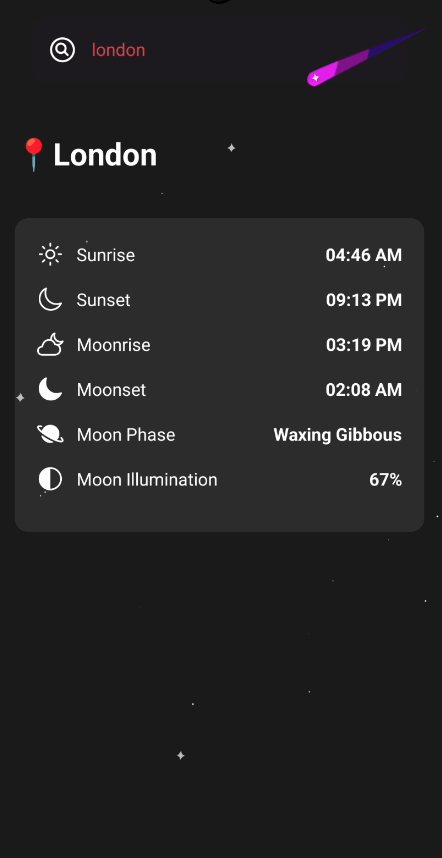 london
London
Sunrise 04:46 AM
Sunset 09:13 PM
Moonrise 03:19 PM
Moonset 02:08 AM
Moon Phase Waxing Gibbous
Moon Illumination 67%